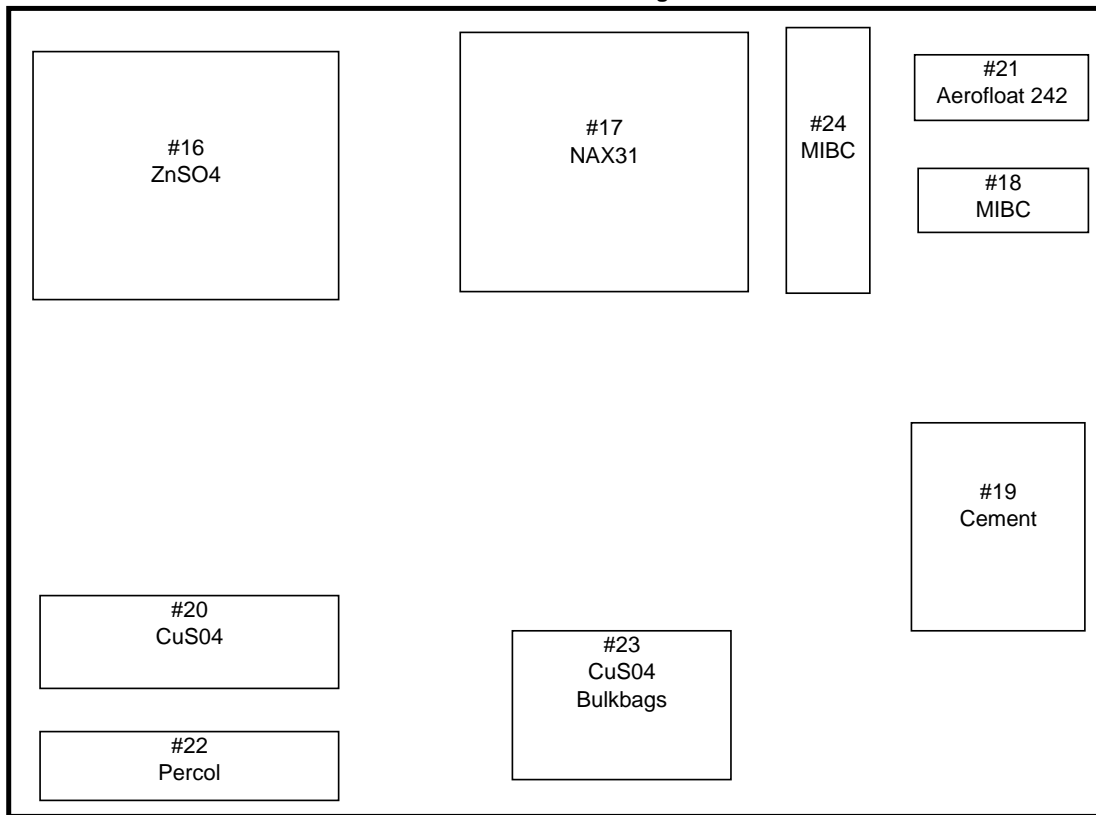 #16
ZnSO4
#17
NAX31
#24
MIBC
#21
Aerofloat 242
#18
MIBC
#19
Cement
#20
CuS04
#23
CuS04
Bulkbags
#22
Percol